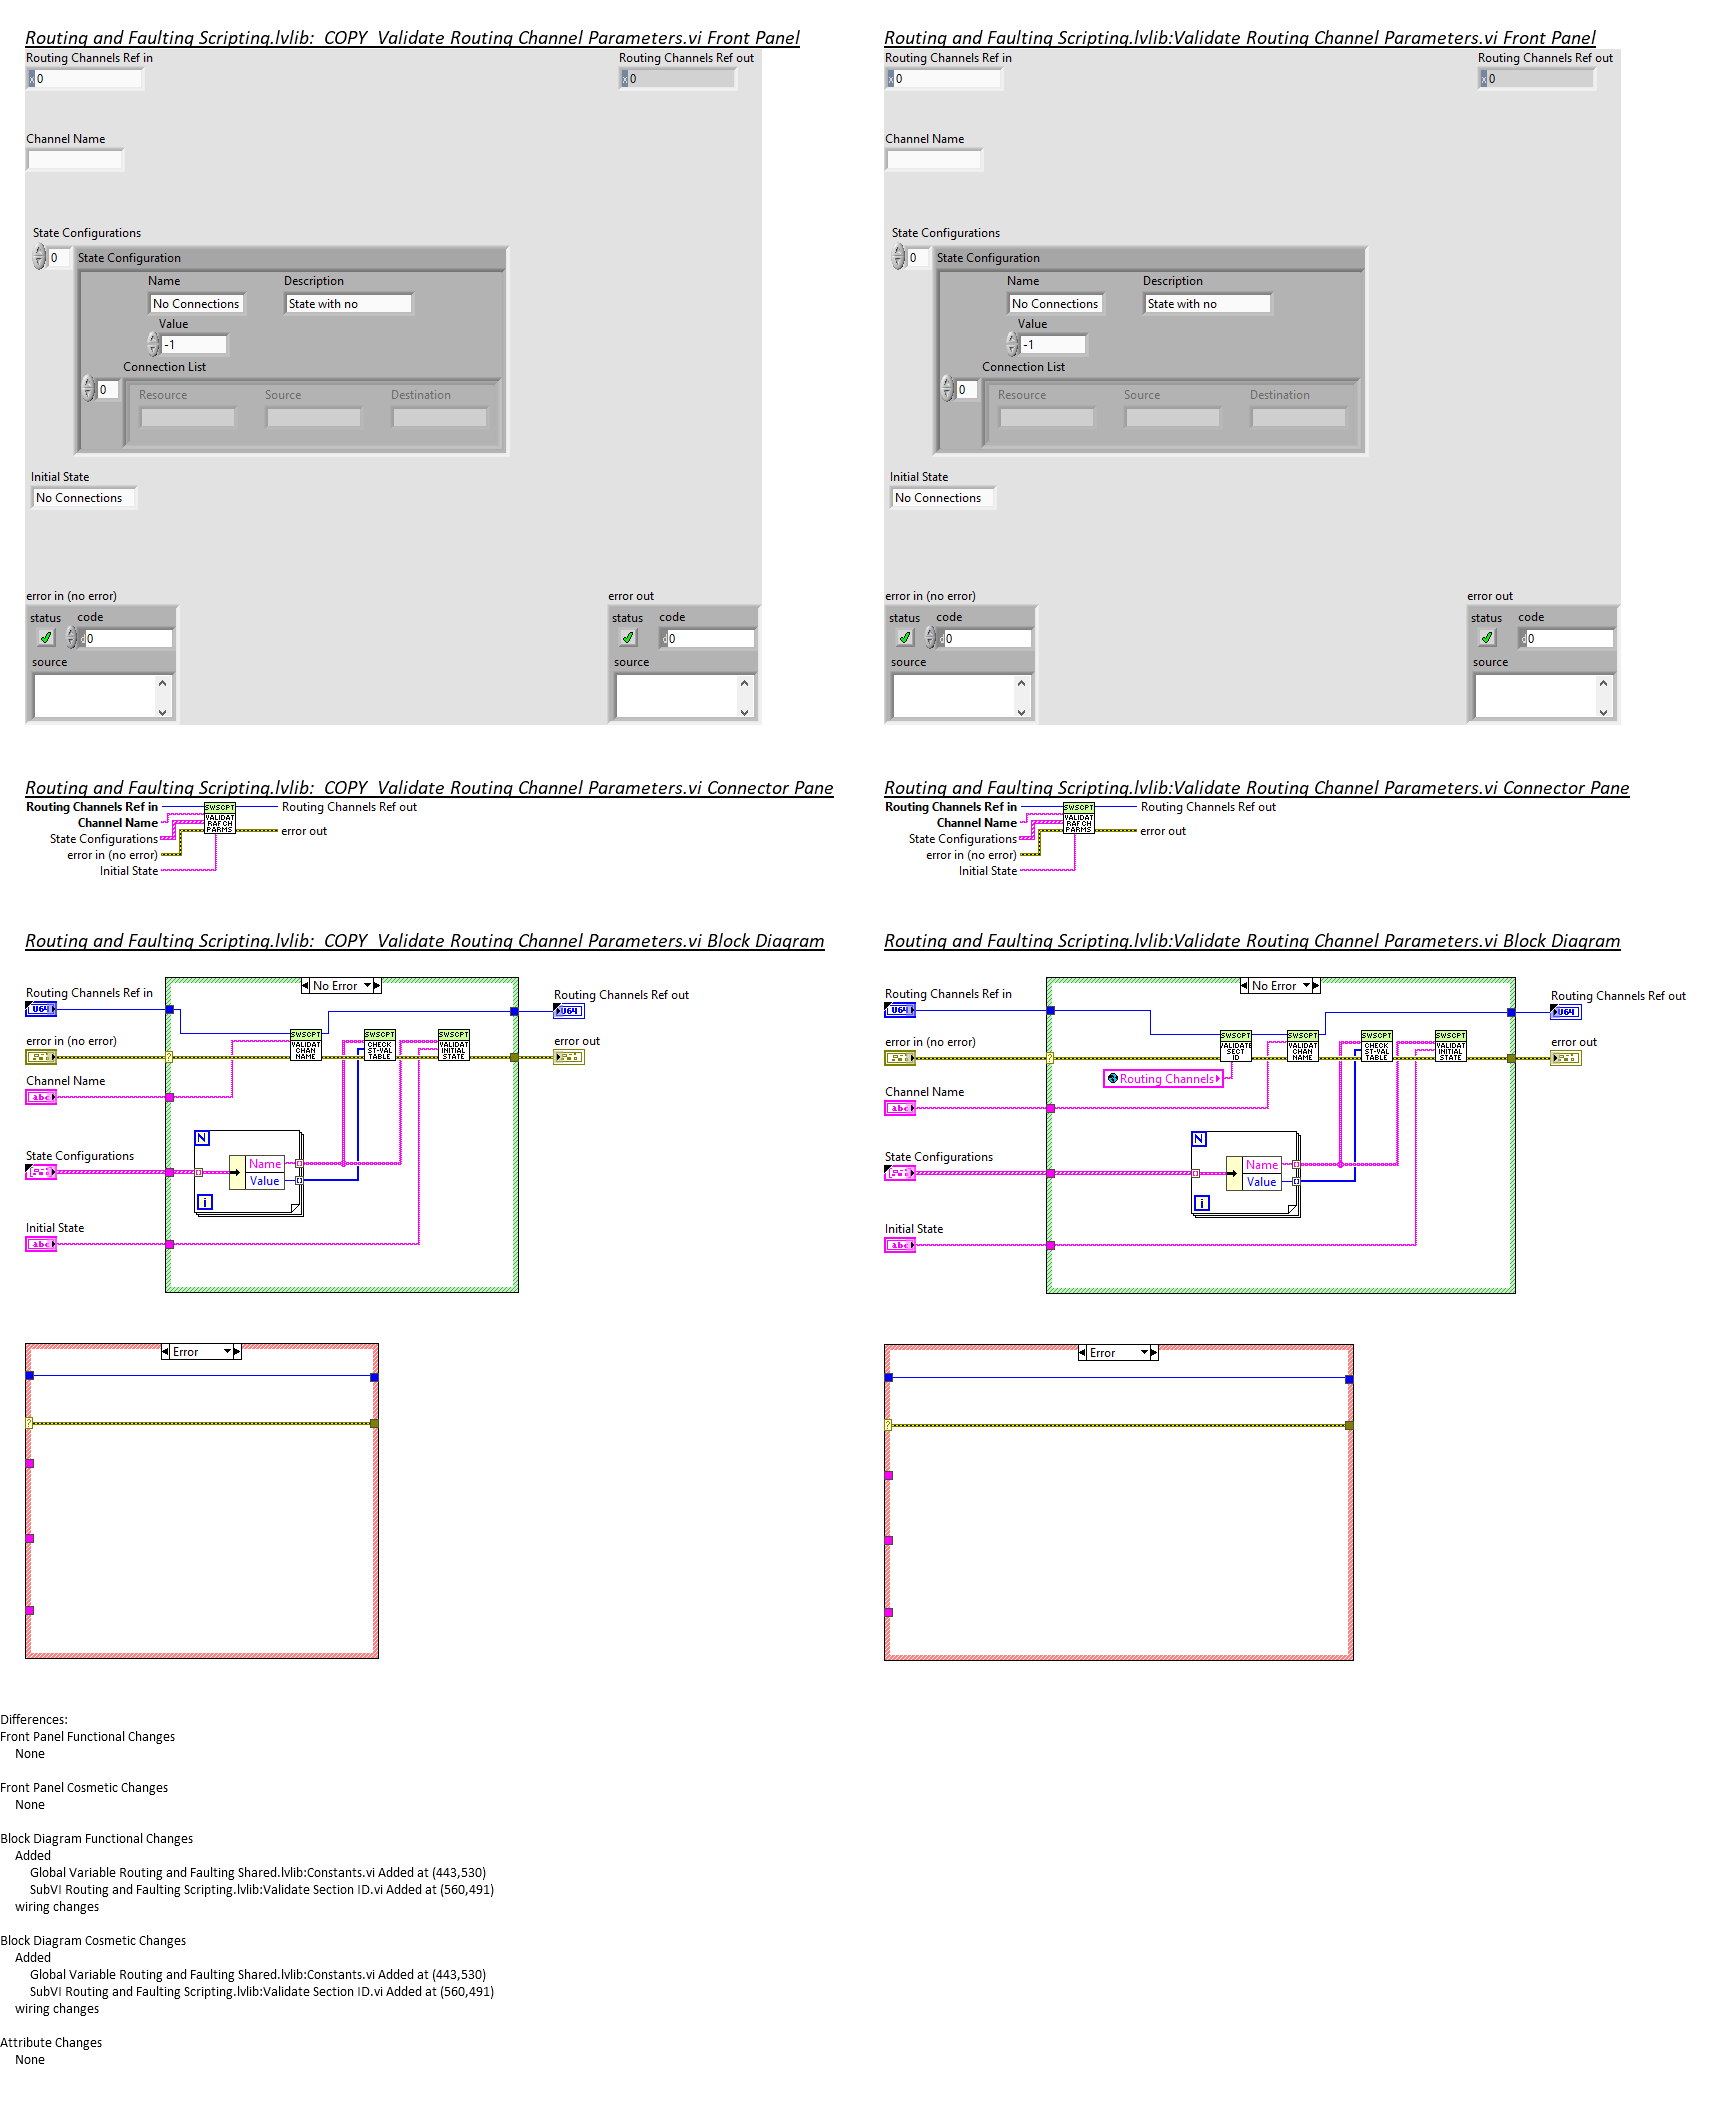 Routing and Faulting Scripting.lvlib:  COPY  Validate Routing Channel Parameters.vi Front Panel
Routing Channels Ref in
x 0
Routing Channels Ref out
x 0
Channel Name
State Configurations
0
State Configuration
Name
Description
No Connections
State with no
Value
-1
Connection List
0
Resource
Source
Destination
Initial State
No Connections
error in (no error)
status
code
d 0
source
error out
status
code
d 0
source
Routing and Faulting Scripting.lvlib:Validate Routing Channel Parameters.vi Front Panel
Routing Channels Ref in
x 0
Routing Channels Ref out
x 0
Channel Name
State Configurations
0
State Configuration
Name
Description
No Connections
State with no
Value
-1
Connection List
0
Resource
Source
Destination
Initial State
No Connections
error in (no error)
status
code
d 0
source
error out
status
code
d 0
source
Routing and Faulting Scripting.lvlib:  COPY  Validate Routing Channel Parameters.vi Connector Pane
Routing Channels Ref in
Channel Name
State Configurations
error in (no error)
Initial State
SWSCPT
VALIDAT
RAF CH
PARMS
Routing Channels Ref out
error out
Routing and Faulting Scripting.lvlib:Validate Routing Channel Parameters.vi Connector Pane
Routing Channels Ref in
Channel Name
State Configurations
error in (no error)
Initial State
SWSCPT
VALIDAT
RAF CH
PARMS
Routing Channels Ref out
error out
Routing and Faulting Scripting.lvlib:  COPY  Validate Routing Channel Parameters.vi Block Diagram
No Error
Routing Channels Ref in
U64
error in (no error)
?
Channel Name
abc
State Configurations
Initial State
abc
SWSCPT
VALIDAT
CHAN
NAME
SWSCPT
CHECK
ST-VAL
TABLE
SWSCPT
VALIDAT
INITIAL
STATE
N
Name
Value
i
Routing Channels Ref out
U64
error out
Error
?
Routing and Faulting Scripting.lvlib:Validate Routing Channel Parameters.vi Block Diagram
No Error
Routing Channels Ref in
U64
error in (no error)
?
Channel Name
abc
State Configurations
Initial State
abc
SWSCPT
VALIDATE
SECT
ID
SWSCPT
VALIDAT
CHAN
NAME
SWSCPT
CHECK
ST-VAL
TABLE
SWSCPT
VALIDAT
INITIAL
STATE
Routing Channels
N
Name
Value
i
Routing Channels Ref out
U64
error out
Error
?
Differences:
Front Panel Functional Changes
None
Front Panel Cosmetic Changes
None
Block Diagram Functional Changes
Added
Global Variable Routing and Faulting Shared.lvlib:Constants.vi Added at (443,530)
SubVI Routing and Faulting Scripting.lvlib:Validate Section ID.vi Added at (560,491)
wiring changes
Block Diagram Cosmetic Changes
Added
Global Variable Routing and Faulting Shared.lvlib:Constants.vi Added at (443,530)
SubVI Routing and Faulting Scripting.lvlib:Validate Section ID.vi Added at (560,491)
wiring changes
Attribute Changes
None